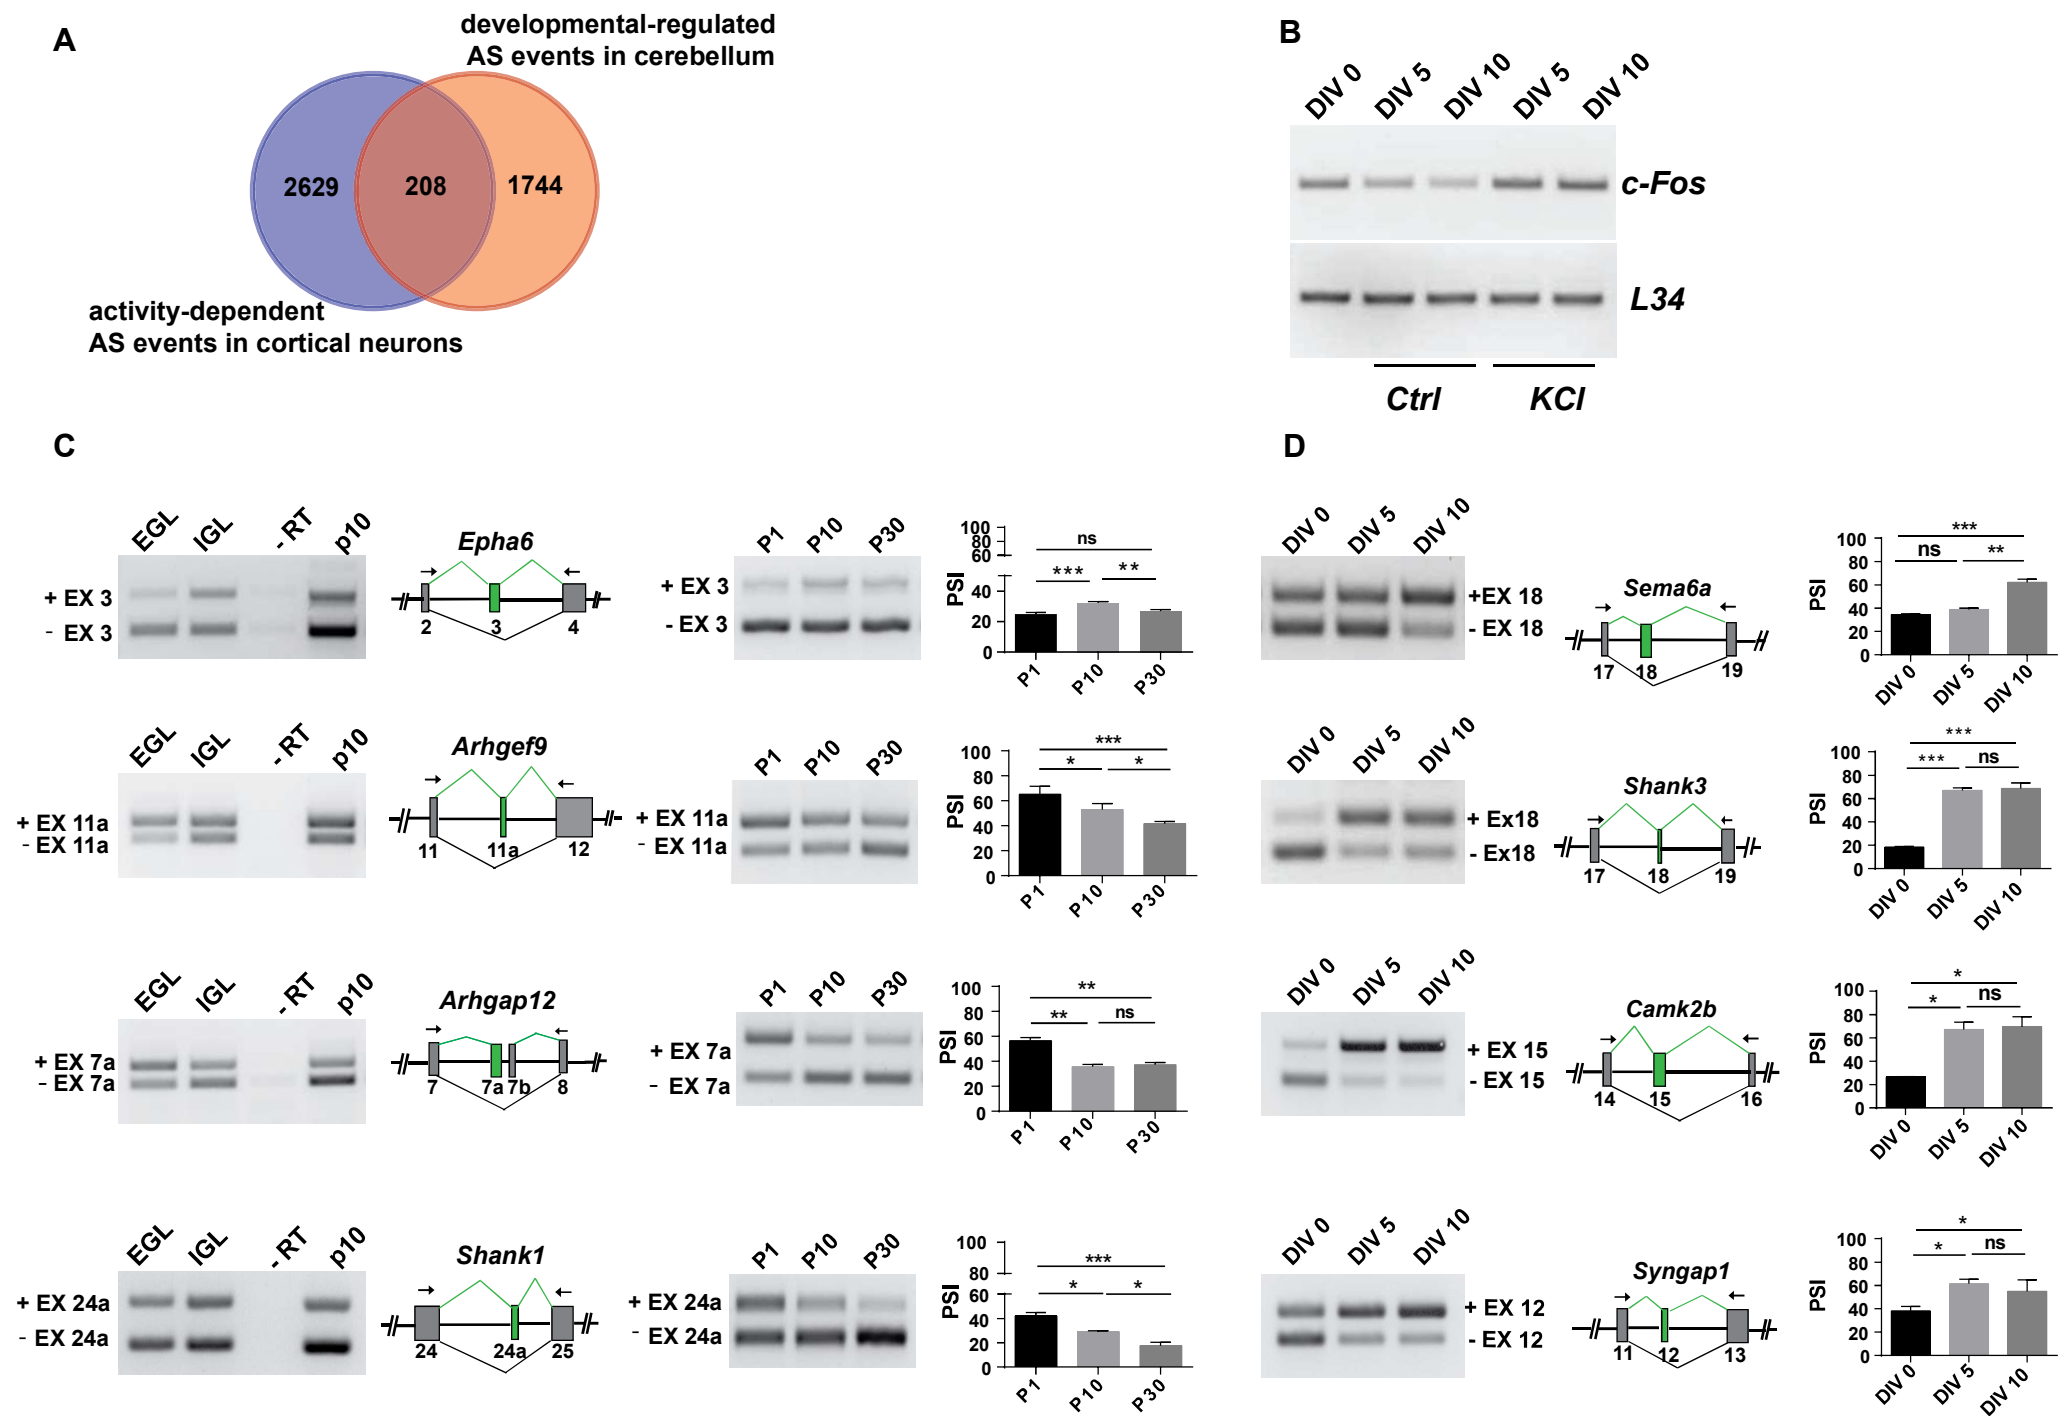 A
developmental-regulated
AS events in cerebellum
2629
208
1744
activity-dependent
AS events in cortical neurons
B
DIV 0
DIV 5
DIV 10
DIV 5
DIV 10
c-Fos
L34
Ctrl
KCl
C
EGL
IGL
- RT
p10
+ EX 3
- EX 3
Epha6
2
3
4
P1
P10
P30
+ EX 3
- EX 3
PSI
100
80
60
40
20
0
ns
***
**
P1
P10
P30
EGL
IGL
- RT
p10
+ EX 11a
- EX 11a
Arhgef9
11
11a
12
P1
P10
P30
+ EX 11a
- EX 11a
PSI
100
80
60
40
20
0
***
*
*
P1
P10
P30
EGL
IGL
- RT
p10
+ EX 7a
- EX 7a
Arhgap12
7
7a
7b
8
P1
P10
P30
+ EX 7a
- EX 7a
PSI
100
80
60
40
20
0
**
**
ns
P1
P10
P30
EGL
IGL
- RT
p10
+ EX 24a
- EX 24a
Shank1
24
24a
25
P1
P10
P30
+ EX 24a
- EX 24a
PSI
100
80
60
40
20
0
***
*
*
P1
P10
P30
D
DIV 0
DIV 5
DIV 10
+EX 18
- EX 18
Sema6a
17
18
19
PSI
100
80
60
40
20
0
***
ns
**
DIV 0
DIV 5
DIV 10
DIV 0
DIV 5
DIV 10
+ Ex18
- Ex18
Shank3
17
18
19
PSI
100
80
60
40
20
0
***
***
ns
DIV 0
DIV 5
DIV 10
DIV 0
DIV 5
DIV 10
+ EX 15
- EX 15
Camk2b
14
15
16
PSI
100
80
60
40
20
0
*
*
ns
DIV 0
DIV 5
DIV 10
DIV 0
DIV 5
DIV 10
+ EX 12
- EX 12
Syngap1
11
12
13
PSI
100
80
60
40
20
0
*
*
ns
DIV 0
DIV 5
DIV 10